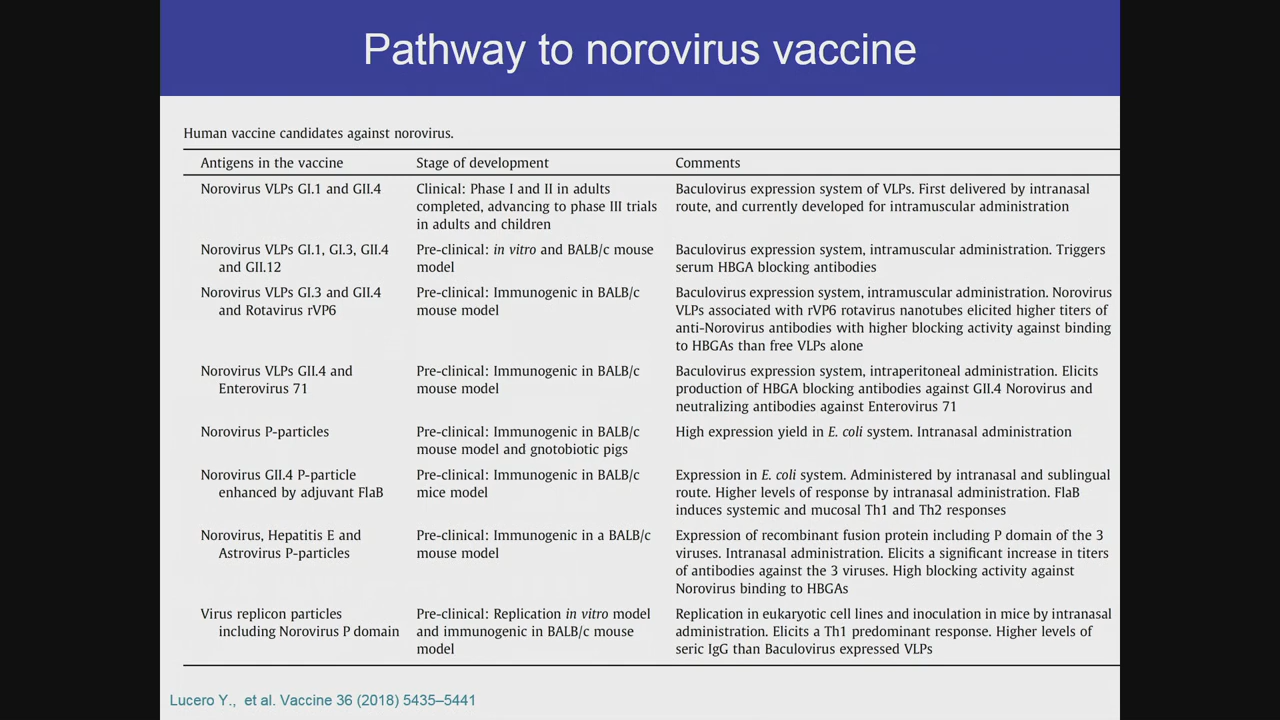 Pathway to norovirus vaccine
Human vaccine candidates against norovirus.
Antigens in the vaccine Stage of development Comments
Norovirus VLPs GI.1 and GII.4 Clinical: Phase I and II in adults Baculovirus expression system of VLPs. First delivered by intranasal
completed, advancing to phase III trials route, and currently developed for intramuscular administration
in adults and children
Norovirus VLPs GI.1, GI.3, GII.4 Pre-clinical: in vitro and BALB/c mouse Baculovirus expression system, intramuscular administration. Triggers
and GII.12 model serum HBGA blocking antibodies
Norovirus VLPs GI.3 and GII.4 Pre-clinical: Immunogenic in BALB/c Baculovirus expression system, intramuscular administration. Norovirus
and Rotavirus rVP6 mouse model VLPs associated with rVP6 rotavirus nanotubes elicited higher titers of
anti-Norovirus antibodies with higher blocking activity against binding
to HBGAs than free VLPs alone
Norovirus VLPs GII.4 and Pre-clinical: Immunogenic in BALB/c Baculovirus expression system, intraperitoneal administration. Elicits
Enterovirus 71 mouse model production of HBGA blocking antibodies against GII.4 Norovirus and
neutralizing antibodies against Enterovirus 71
Norovirus P-particles Pre-clinical: Immunogenic in BALB/c High expression yield in E. coli system. Intranasal administration
mouse model and gnotobiotic pigs
Norovirus GII.4 P-particle Pre-clinical: Immunogenic in BALB/c Expression in E. coli system. Administered by intranasal and sublingual
enhanced by adjuvant FlaB mice model route. Higher levels of response by intranasal administration. FlaB
induces systemic and mucosal Th1 and Th2 responses
Norovirus, Hepatitis E and Pre-clinical: Immunogenic in a BALB/c Expression of recombinant fusion protein including P domain of the 3
Astrovirus P-particles mouse model viruses. Intranasal administration. Elicits a significant increase in titers
of antibodies against the 3 viruses. High blocking activity against
Norovirus binding to HBGAs
Virus replicon particles Pre-clinical: Replication in vitro model Replication in eukaryotic cell lines and inoculation in mice by intranasal
including Norovirus P domain and immunogenic in BALB/c mouse administration. Elicits a Th1 predominant response. Higher levels of
model seric IgG than Baculovirus expressed VLPs
Lucero Y., et al. Vaccine 36 (2018) 5435–5441